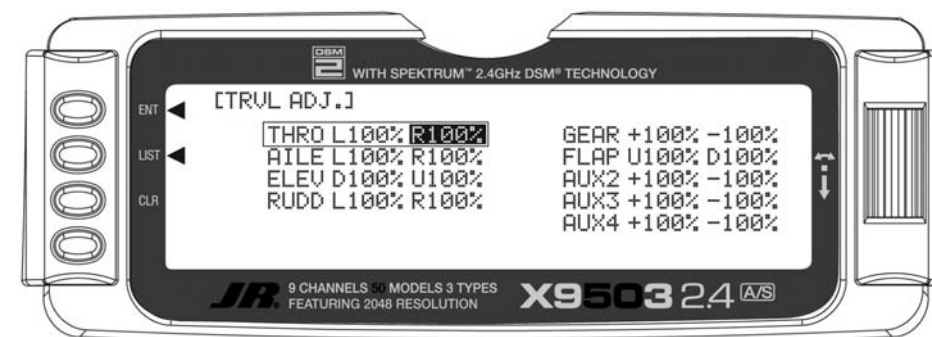 DSM
2
WITH SPEKTRUM™ 2.4GHz DSM® TECHNOLOGY
ENT
LIST
CLR
[TRVL ADJ.]
THRO L100% R100%
AILE L100% R100%
ELEV D100% U100%
RUDD L100% R100%
GEAR +100% -100%
FLAP U100% D100%
AUX2 +100% -100%
AUX3 +100% -100%
AUX4 +100% -100%
JR®
9 CHANNELS 50 MODELS 3 TYPES
FEATURING 2048 RESOLUTION
X9503 2.4 A/S